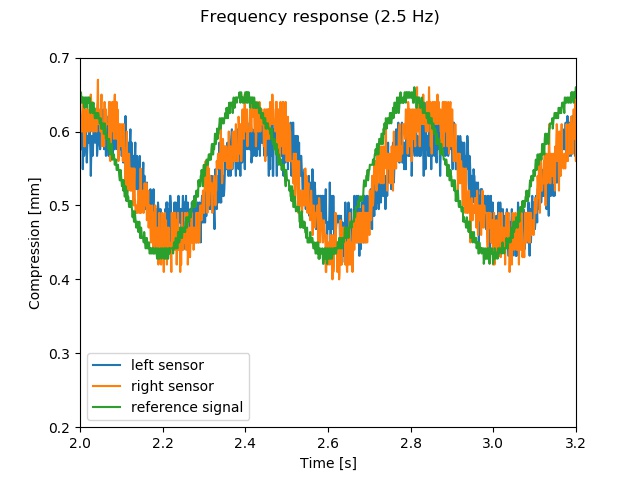 Frequency response (2.5 Hz)
0.7
0.6
0.5
0.4
0.3
0.2
Compression [mm]
left sensor
right sensor
reference signal
2.0 2.2 2.4 2.6 2.8 3.0 3.2
Time [s]